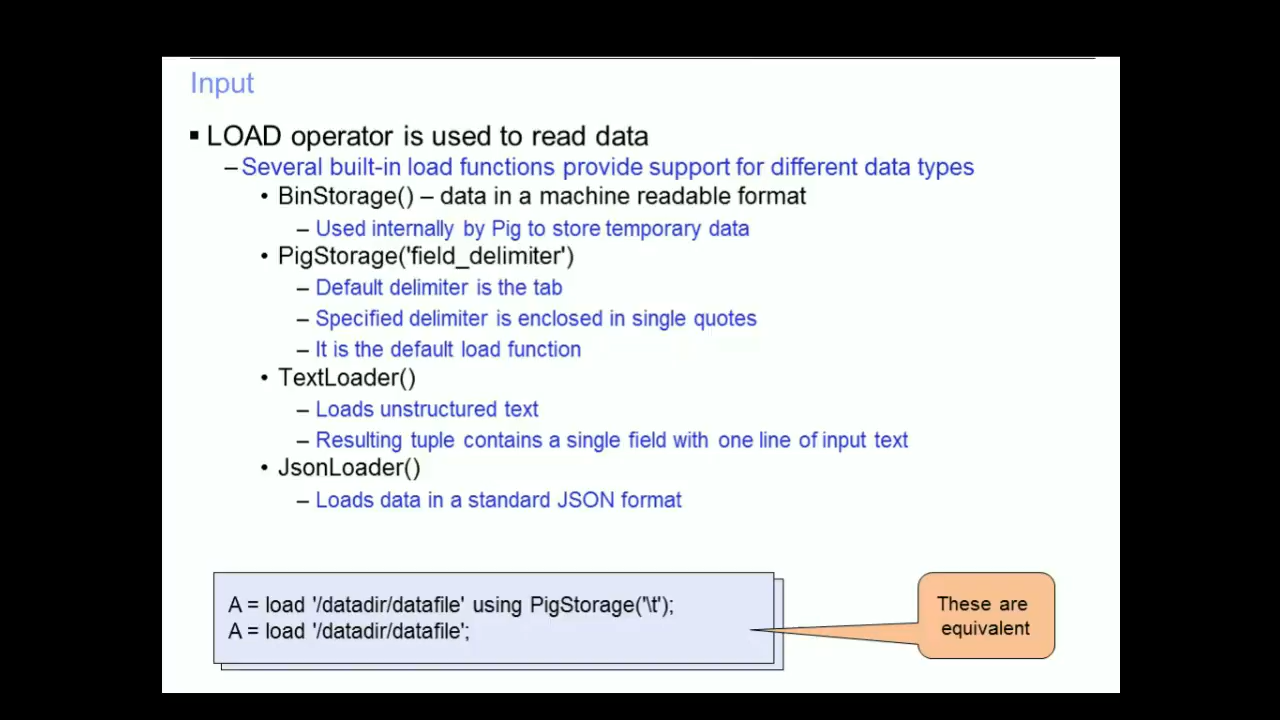 Input
▪ LOAD operator is used to read data
– Several built-in load functions provide support for different data types
• BinStorage() – data in a machine readable format
– Used internally by Pig to store temporary data
• PigStorage('field_delimiter')
– Default delimiter is the tab
– Specified delimiter is enclosed in single quotes
– It is the default load function
• TextLoader()
– Loads unstructured text
– Resulting tuple contains a single field with one line of input text
• JsonLoader()
– Loads data in a standard JSON format
A = load '/datadir/datafile' using PigStorage('\t');
A = load '/datadir/datafile';
These are
equivalent